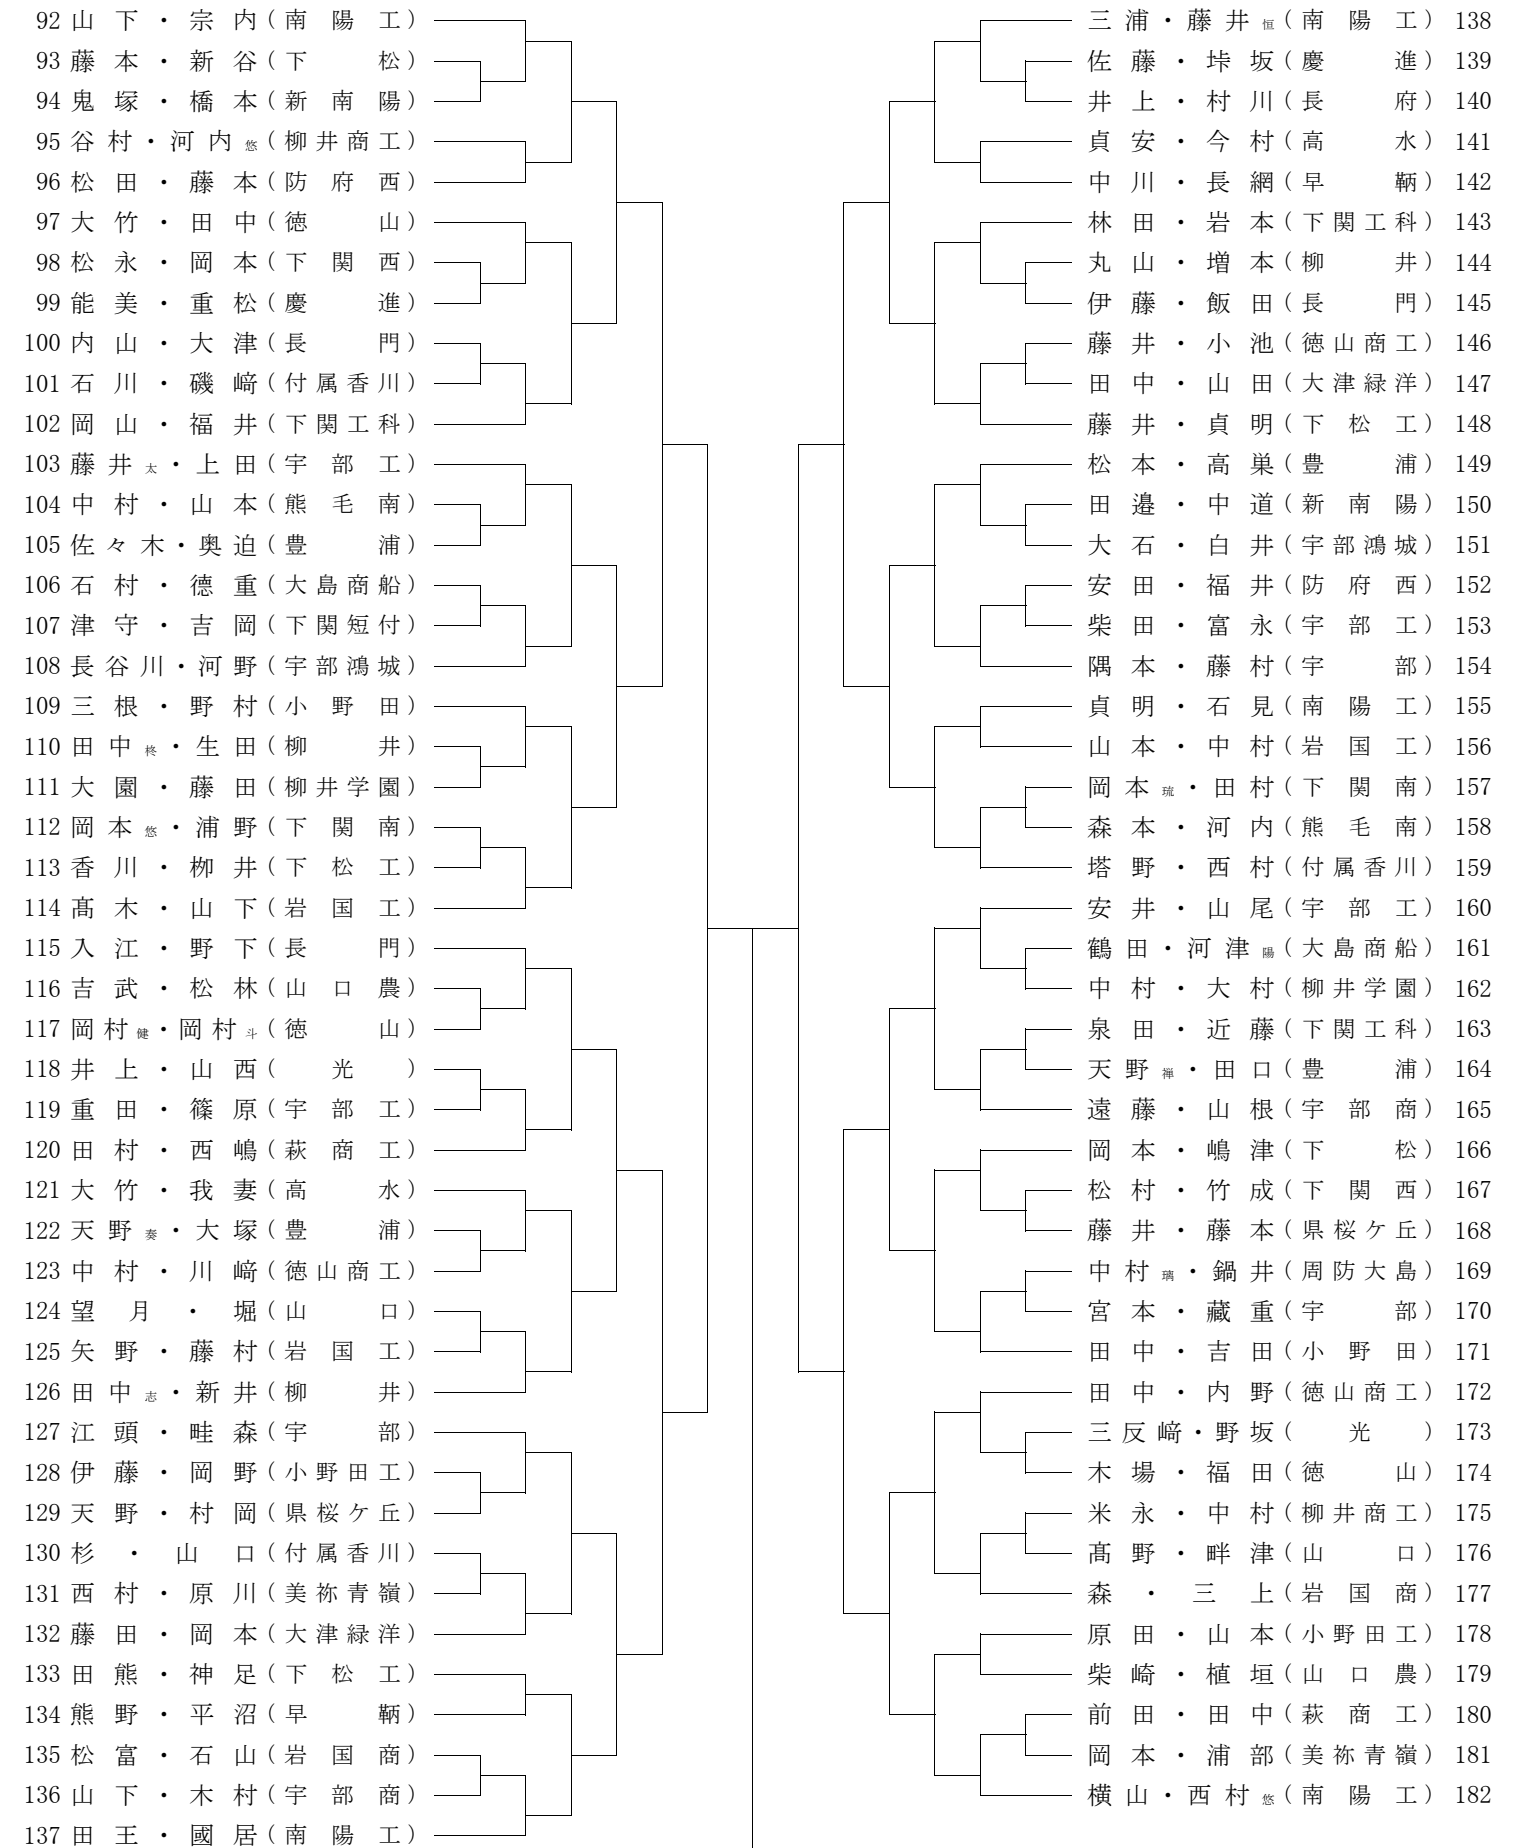 92 山下・宗内(南陽工)
93 藤本・新谷(下松)
94 鬼塚・橋本(新南陽)
95 谷村・河内悠(柳井商工)
96 松田・藤本(防府西)
97 大竹・田中(徳山)
98 松永・岡本(下関西)
99 能美・重松(慶進)
100 内山・大津(長門)
101 石川・磯﨑(付属香川)
102 岡山・福井(下関工科)
103 藤井太・上田(宇部工)
104 中村・山本(熊毛南)
105 佐々木・奥迫(豊浦)
106 石村・德重(大島商船)
107 津守・吉岡(下関短付)
108 長谷川・河野(宇部鴻城)
109 三根・野村(小野田)
110 田中柊・生田(柳井)
111 大園・藤田(柳井学園)
112 岡本悠・浦野(下関南)
113 香川・栁井(下松工)
114 髙木・山下(岩国工)
115 入江・野下(長門)
116 吉武・松林(山口農)
117 岡村健・岡村斗(徳山)
118 井上・山西(光)
119 重田・篠原(宇部工)
120 田村・西嶋(萩商工)
121 大竹・我妻(高水)
122 天野奏・大塚(豊浦)
123 中村・川﨑(徳山商工)
124 望月・堀(山口)
125 矢野・藤村(岩国工)
126 田中志・新井(柳井)
127 江頭・畦森(宇部)
128 伊藤・岡野(小野田工)
129 天野・村岡(県桜ケ丘)
130 杉・山口(付属香川)
131 西村・原川(美祢青嶺)
132 藤田・岡本(大津緑洋)
133 田熊・神足(下松工)
134 熊野・平沼(早鞆)
135 松富・石山(岩国商)
136 山下・木村(宇部商)
137 田王・國居(南陽工)
三浦・藤井恒(南陽工) 138
佐藤・垰坂(慶進) 139
井上・村川(長府) 140
貞安・今村(高水) 141
中川・長綱(早鞆) 142
林田・岩本(下関工科) 143
丸山・増本(柳井) 144
伊藤・飯田(長門) 145
藤井・小池(徳山商工) 146
田中・山田(大津緑洋) 147
藤井・貞明(下松工) 148
松本・高巣(豊浦) 149
田邉・中道(新南陽) 150
大石・白井(宇部鴻城) 151
安田・福井(防府西) 152
柴田・富永(宇部工) 153
隅本・藤村(宇部) 154
貞明・石見(南陽工) 155
山本・中村(岩国工) 156
岡本琉・田村(下関南) 157
森本・河内(熊毛南) 158
塔野・西村(付属香川) 159
安井・山尾(宇部工) 160
鶴田・河津陽(大島商船) 161
中村・大村(柳井学園) 162
泉田・近藤(下関工科) 163
天野禅・田口(豊浦) 164
遠藤・山根(宇部商) 165
岡本・嶋津(下松) 166
松村・竹成(下関西) 167
藤井・藤本(県桜ケ丘) 168
中村璃・鍋井(周防大島) 169
宮本・藏重(宇部) 170
田中・吉田(小野田) 171
田中・内野(徳山商工) 172
三反﨑・野坂(光) 173
木場・福田(徳山) 174
米永・中村(柳井商工) 175
髙野・畔津(山口) 176
森・三上(岩国商) 177
原田・山本(小野田工) 178
柴崎・植垣(山口農) 179
前田・田中(萩商工) 180
岡本・浦部(美祢青嶺) 181
横山・西村悠(南陽工) 182